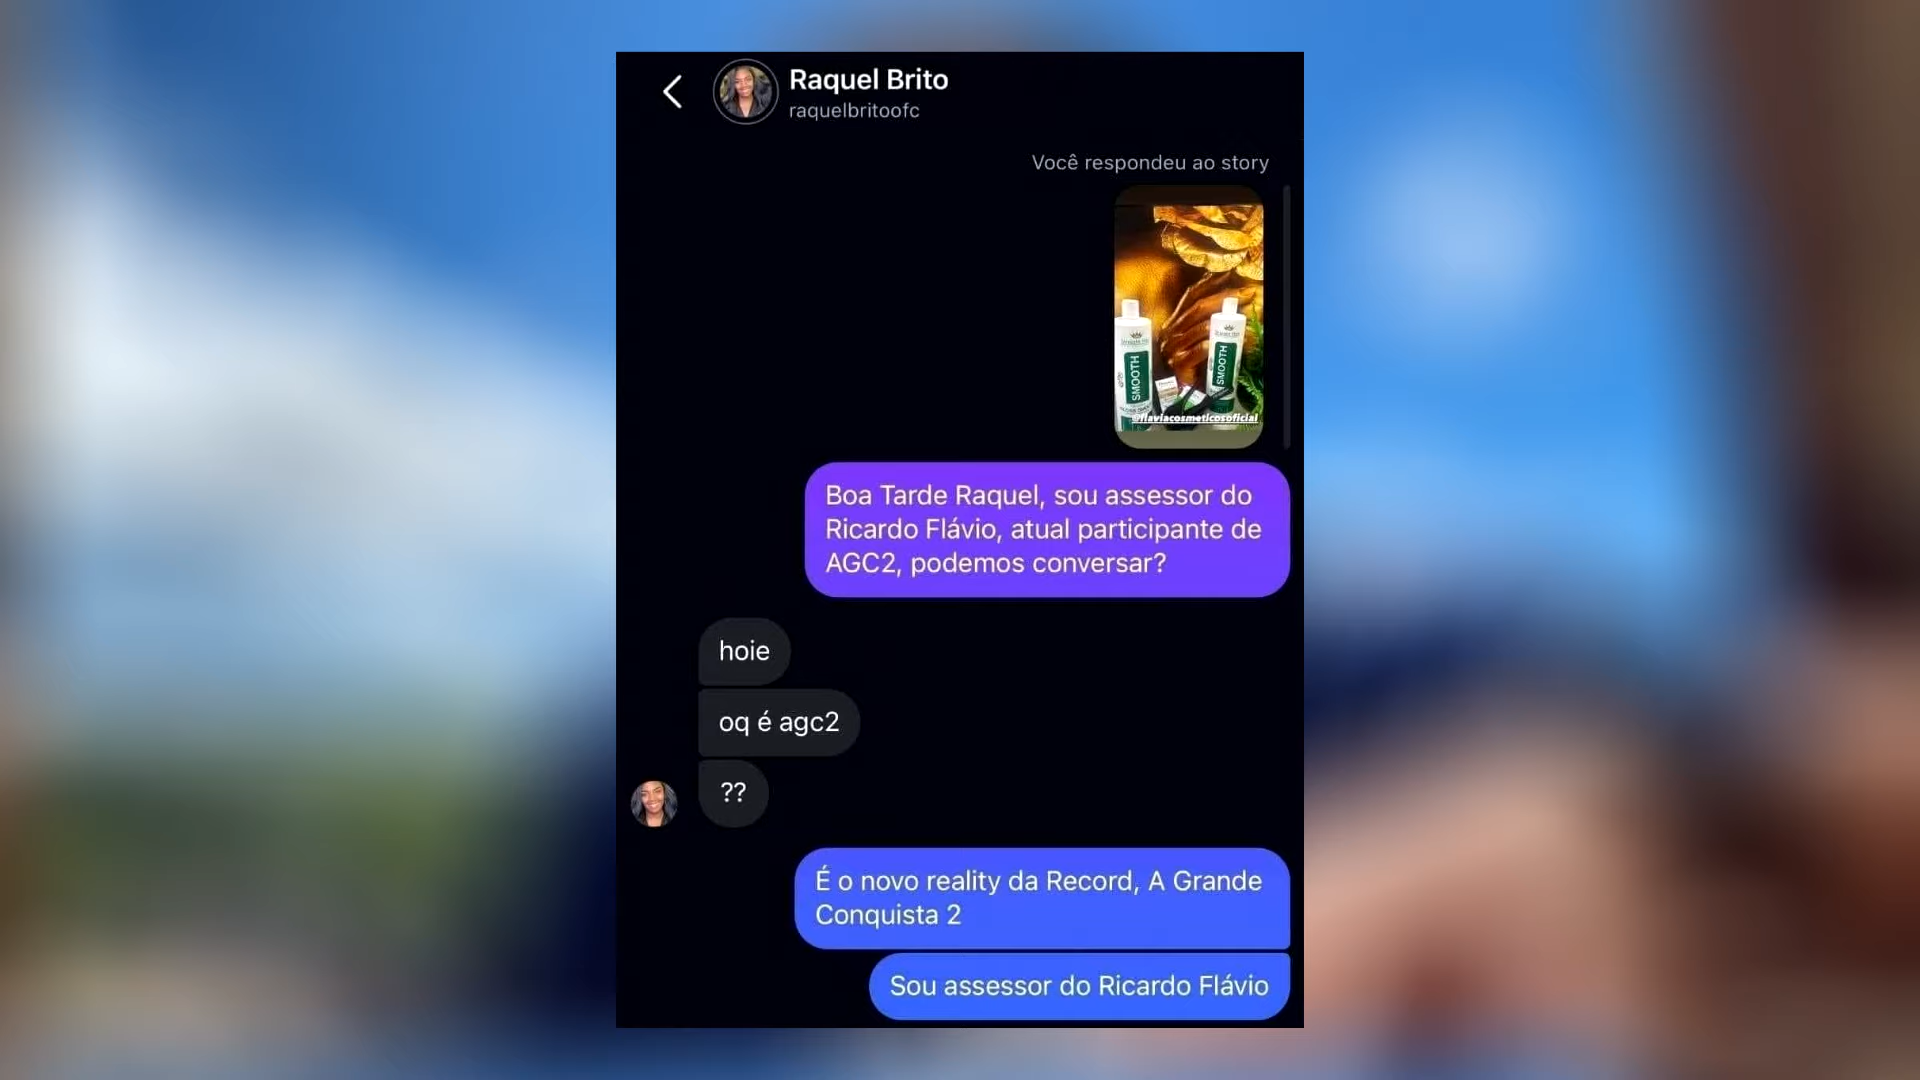 Raquel Brito
raquelbritoofc
Você respondeu ao story
SMOOTH
SMOOTH
@flaviacosmeticosoficial
Boa Tarde Raquel, sou assessor do
Ricardo Flávio, atual participante de
AGC2, podemos conversar?
hoie
oq é agc2
??
É o novo reality da Record, A Grande
Conquista 2
Sou assessor do Ricardo Flávio